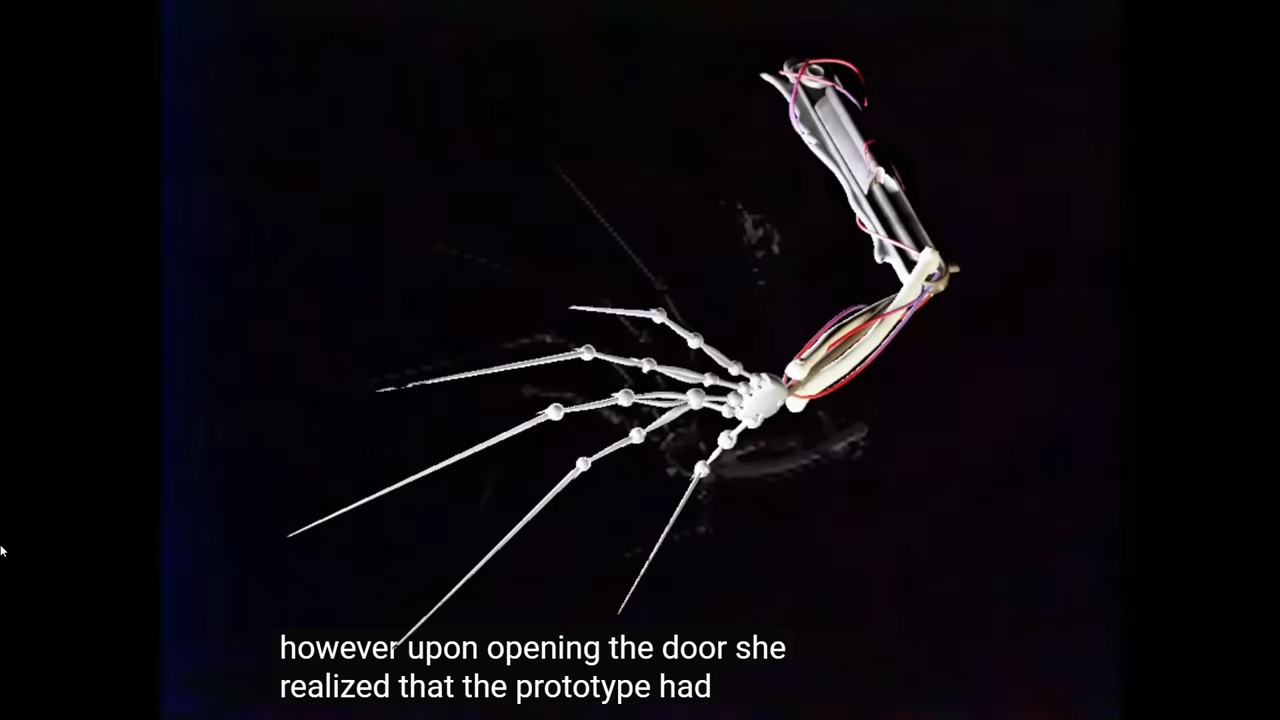 however upon opening the door she
realized that the prototype had